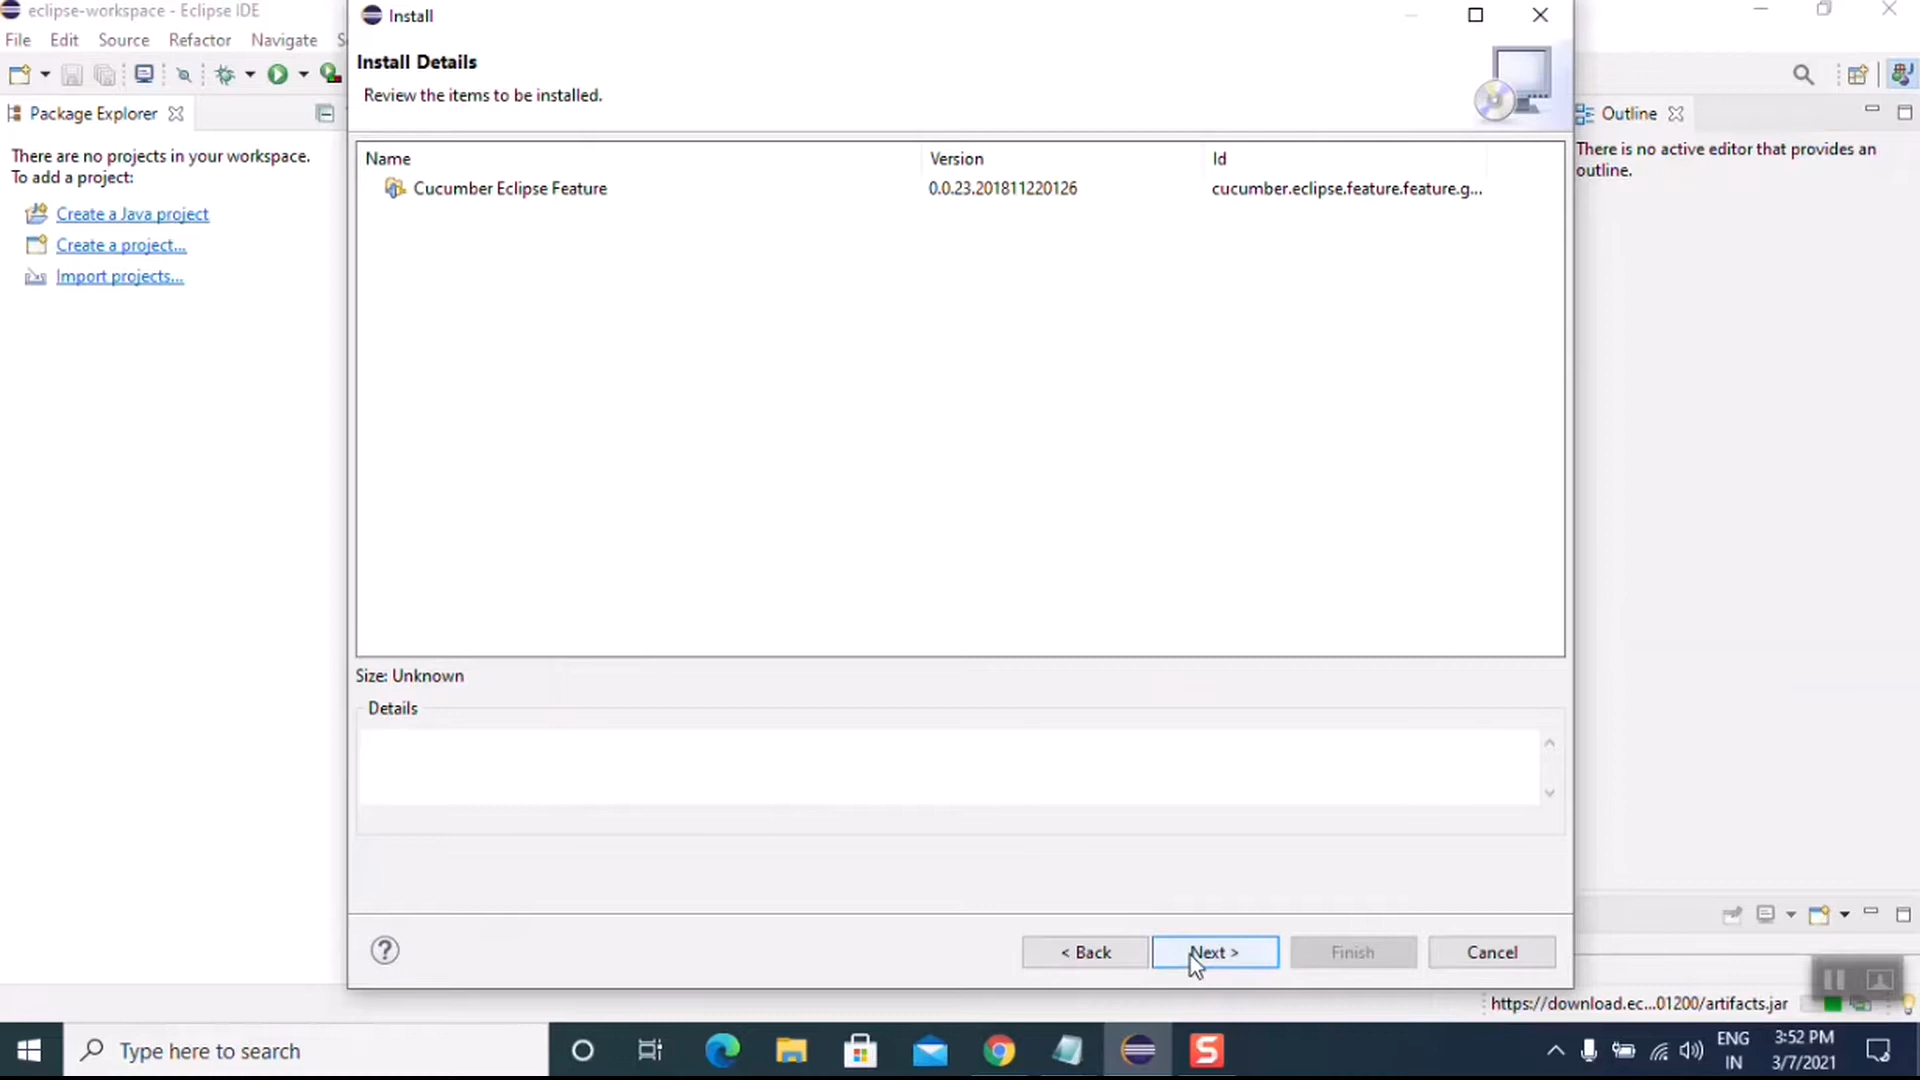 eclipse-workspace - Eclipse IDE
File Edit Source Refactor Navigate
Package Explorer
There are no projects in your workspace.
To add a project:
Create a Java project
Create a project...
Import projects...
Install
Install Details
Review the items to be installed.
Name Version Id
Cucumber Eclipse Feature 0.0.23.201811220126 cucumber.eclipse.feature.feature.g...
Size: Unknown
Details
< Back Next > Finish Cancel
Outline
There is no active editor that provides an
outline.
https://download.ec...01200/artifacts.jar
Type here to search
S
ENG
IN
3:52 PM
3/7/2021